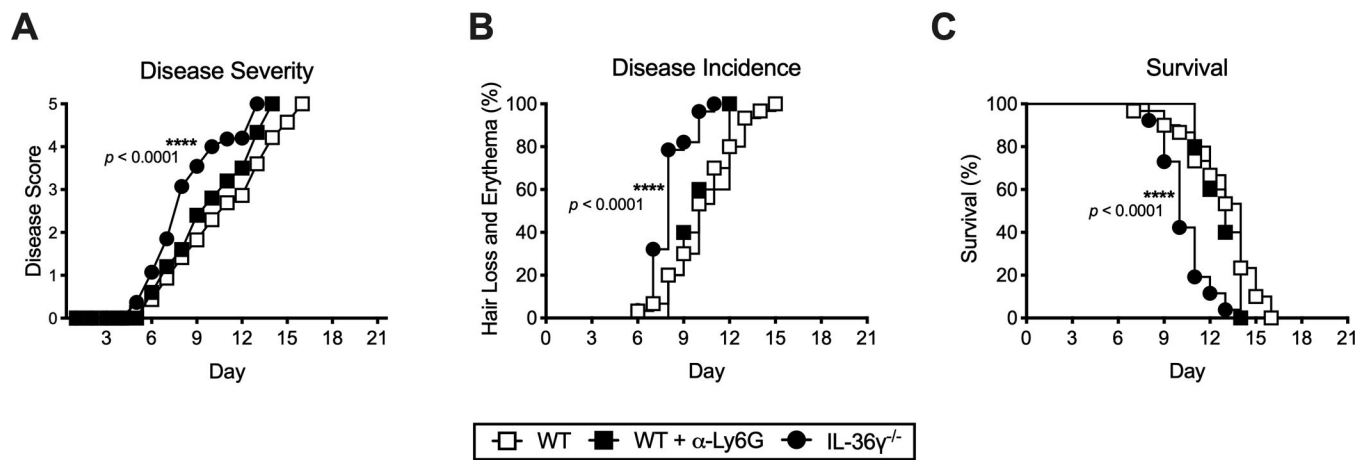 A
Disease Severity
Disease Score
5
4
3
2
1
0
****
p < 0.0001
3 6 9 12 15 18 21
Day
B
Disease Incidence
Hair Loss and Erythema (%)
100
80
60
40
20
0
****
p < 0.0001
0 3 6 9 12 15 18 21
Day
C
Survival
Survival (%)
100
80
60
40
20
0
****
p < 0.0001
0 3 6 9 12 15 18 21
Day
WT WT + α-Ly6G IL-36γ-/-